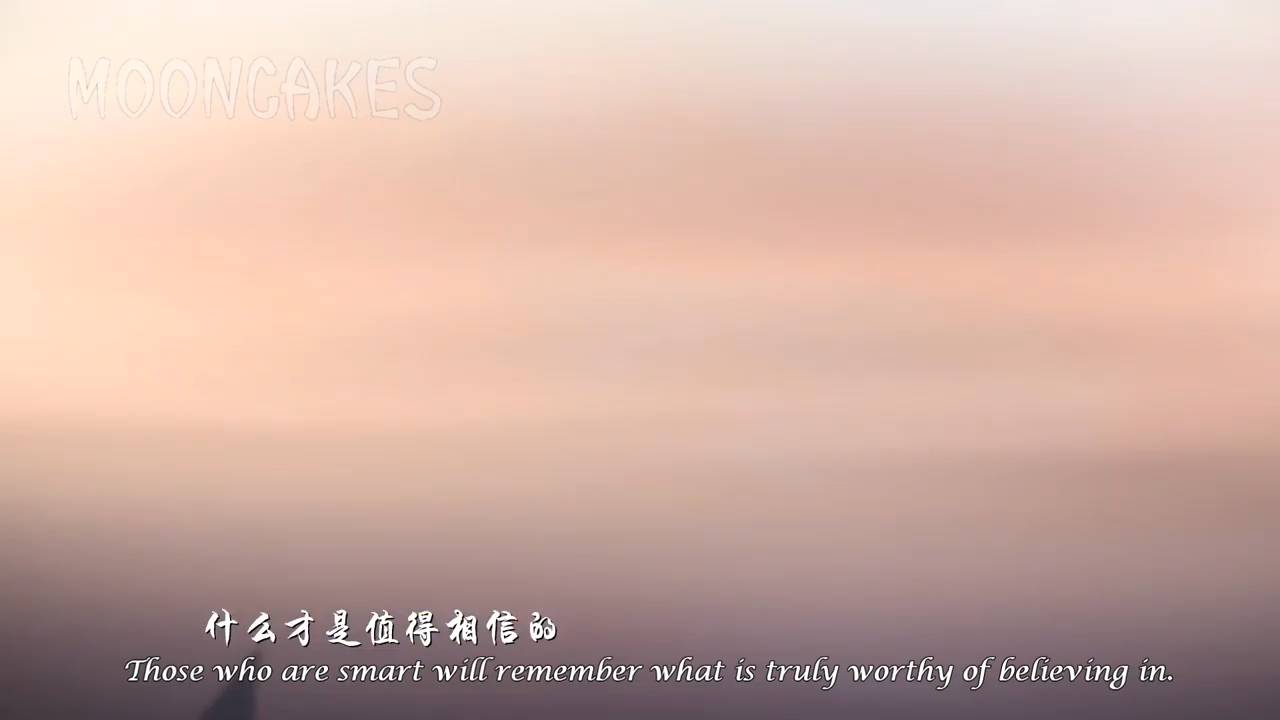 MOONCAKES
什么才是值得相信的
Those who are smart will remember what is truly worthy of believing in.